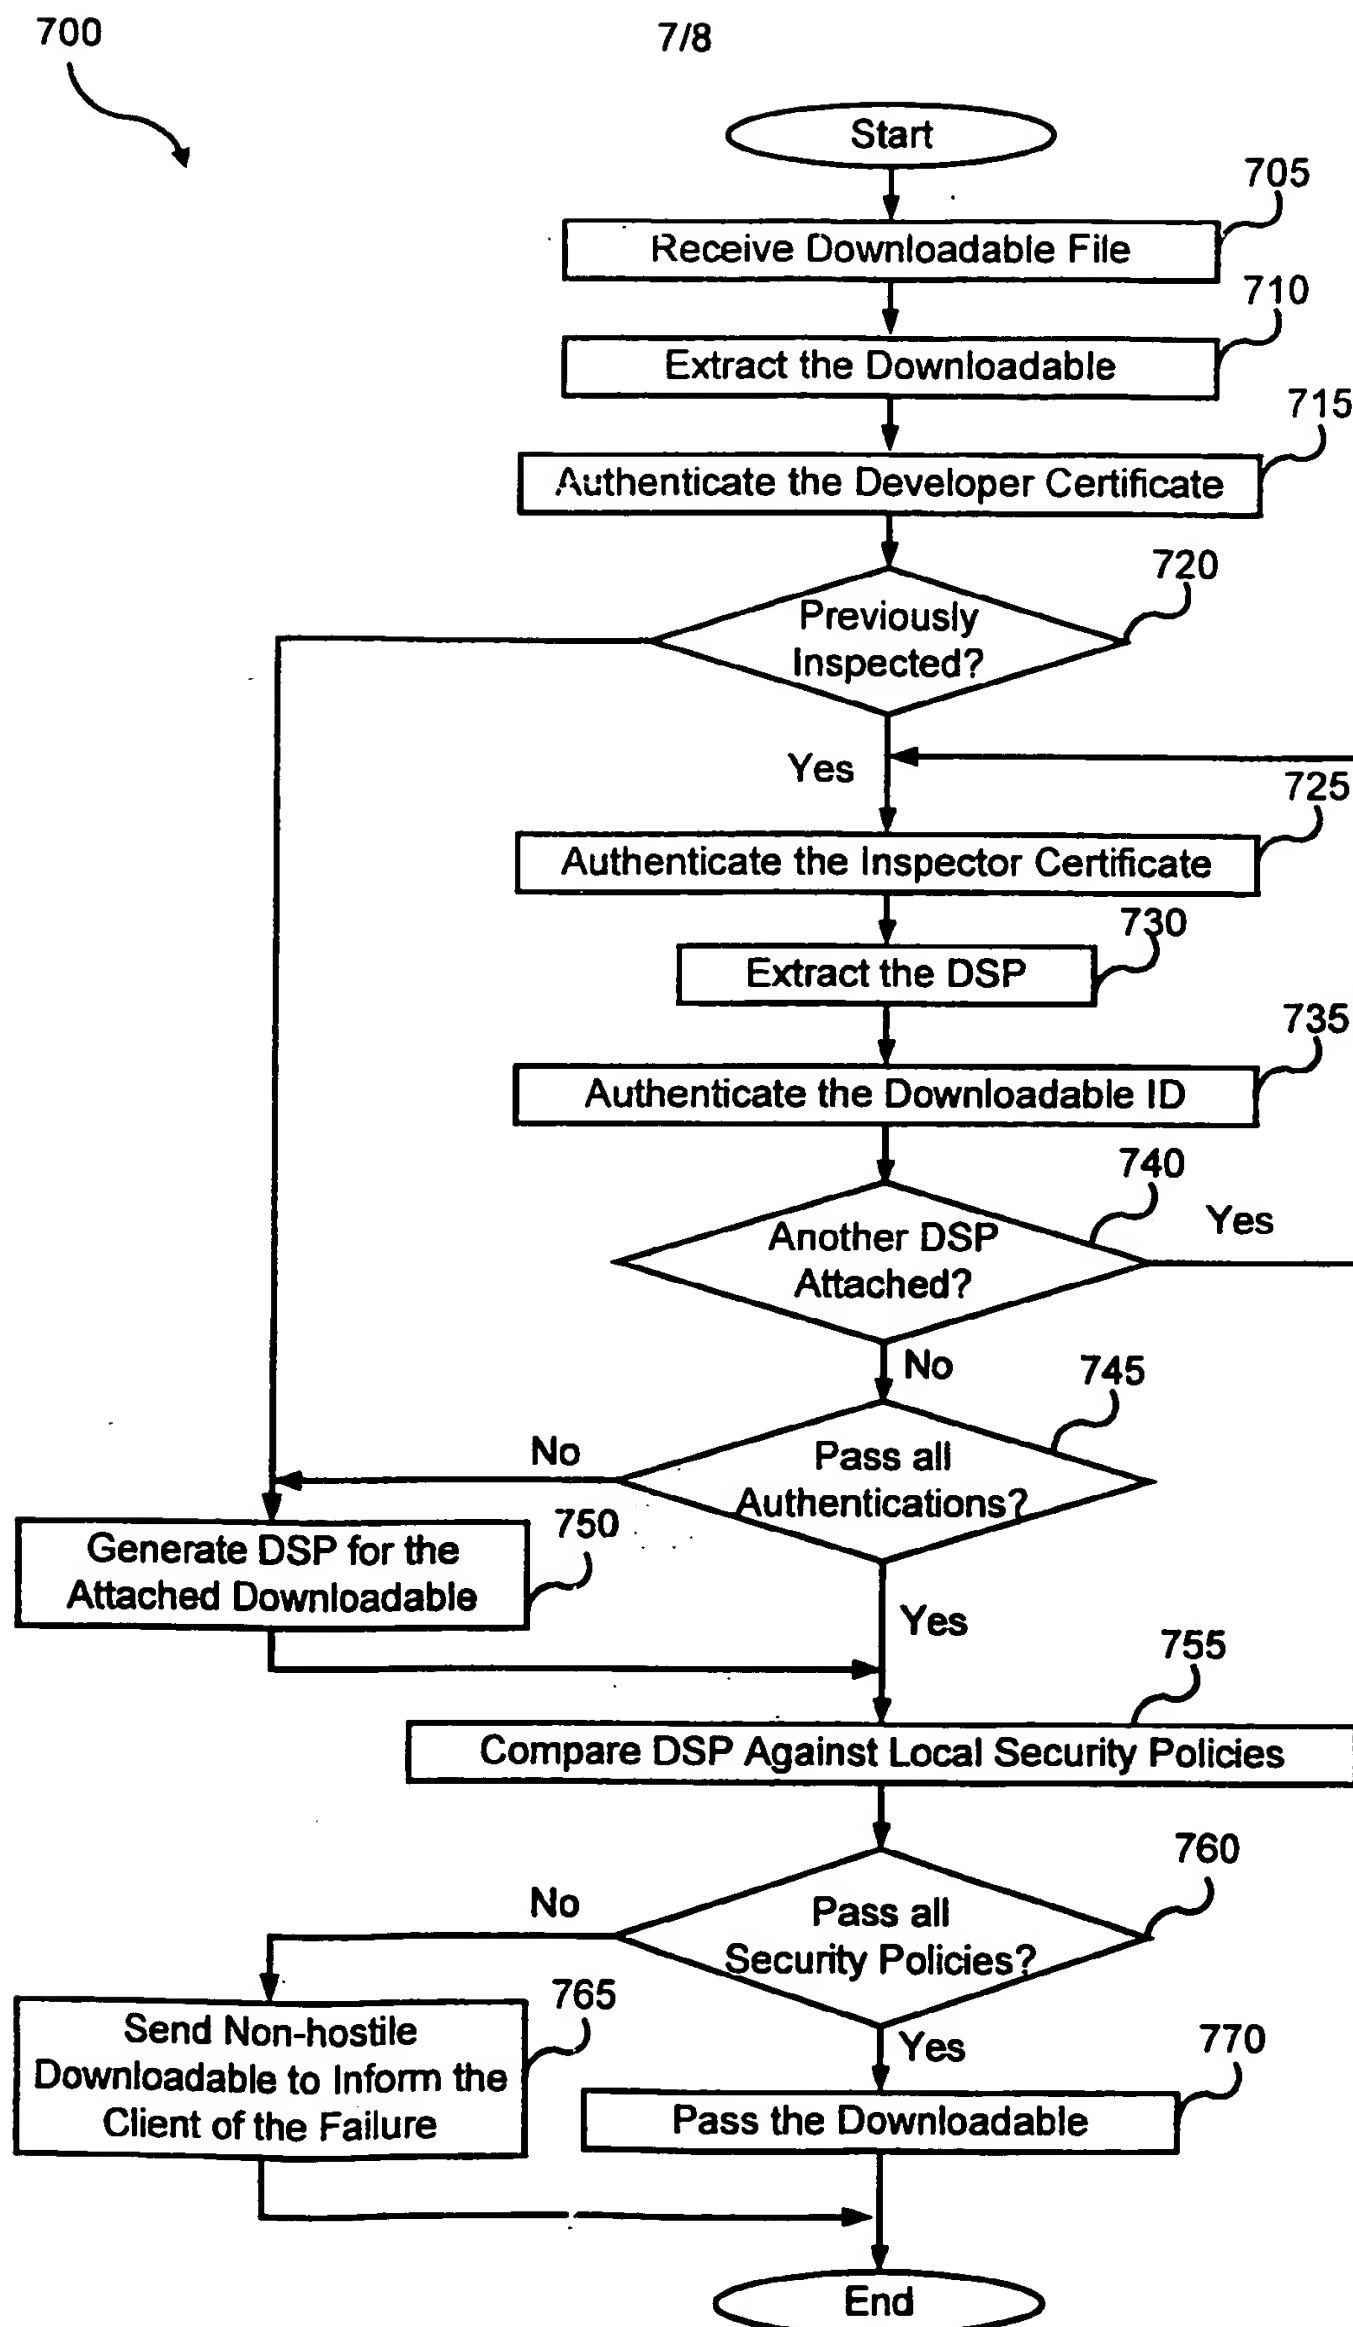 700
7/8
Start
705
Receive Downloadable File
710
Extract the Downloadable
715
Authenticate the Developer Certificate
720
Previously
Inspected?
Yes
725
Authenticate the Inspector Certificate
730
Extract the DSP
735
Authenticate the Downloadable ID
740
Another DSP
Attached?
Yes
No
745
Pass all
Authentications?
No
750
Generate DSP for the
Attached Downloadable
Yes
755
Compare DSP Against Local Security Policies
760
Pass all
Security Policies?
No
765
Send Non-hostile
Downloadable to Inform the
Client of the Failure
Yes
770
Pass the Downloadable
End